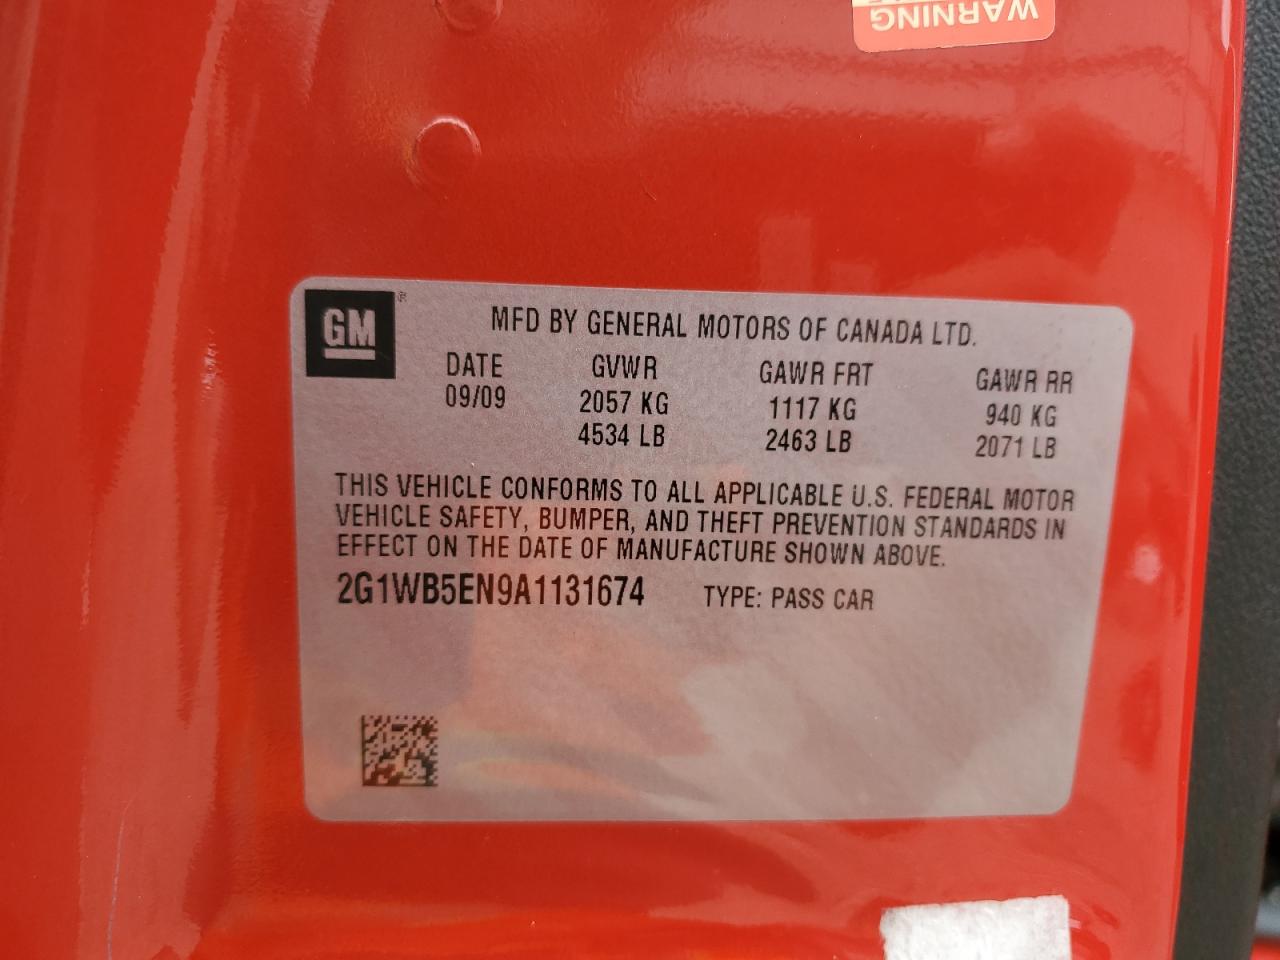 WARNING
GM
MFD BY GENERAL MOTORS OF CANADA LTD.
DATE GVWR GAWR FRT GAWR RR
09/09 2057 KG 1117 KG 940 KG
4534 LB 2463 LB 2071 LB
THIS VEHICLE CONFORMS TO ALL APPLICABLE U.S. FEDERAL MOTOR
VEHICLE SAFETY, BUMPER, AND THEFT PREVENTION STANDARDS IN
EFFECT ON THE DATE OF MANUFACTURE SHOWN ABOVE.
2G1WB5EN9A1131674 TYPE: PASS CAR